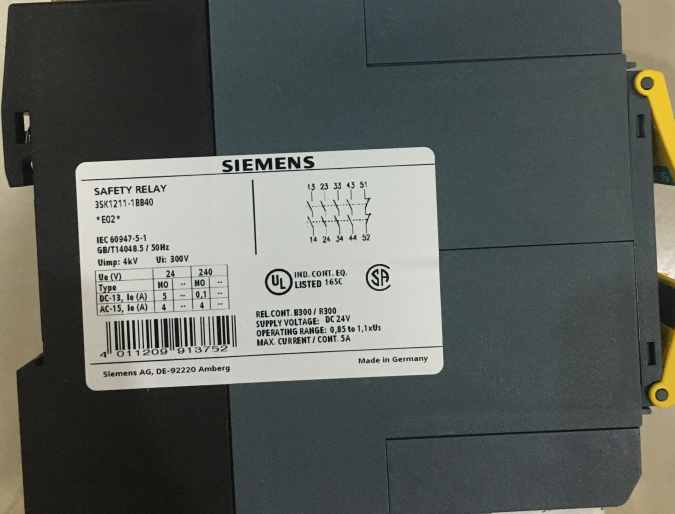 SIEMENS
SAFETY RELAY
3SK1211-1BB40
*E02*
13 23 33 43 51
14 24 34 44 52
IEC 60947-5-1
GB/T14048.5 / 50Hz
Uimp: 4kV Ui: 300V
Ue (V) 24 240
Type NO -- NO --
DC-13, Ie (A) 5 -- 0,1 --
AC-15, Ie (A) 4 -- 4 --
UL IND. CONT. EQ.
LISTED 165C
SA
REL.CONT. B300 / R300
SUPPLY VOLTAGE: DC 24V
OPERATING RANGE: 0,85 to 1,1xUs
MAX. CURRENT / CONT. 5A
4 011209 913752
Siemens AG, DE-92220 Amberg
Made in Germany